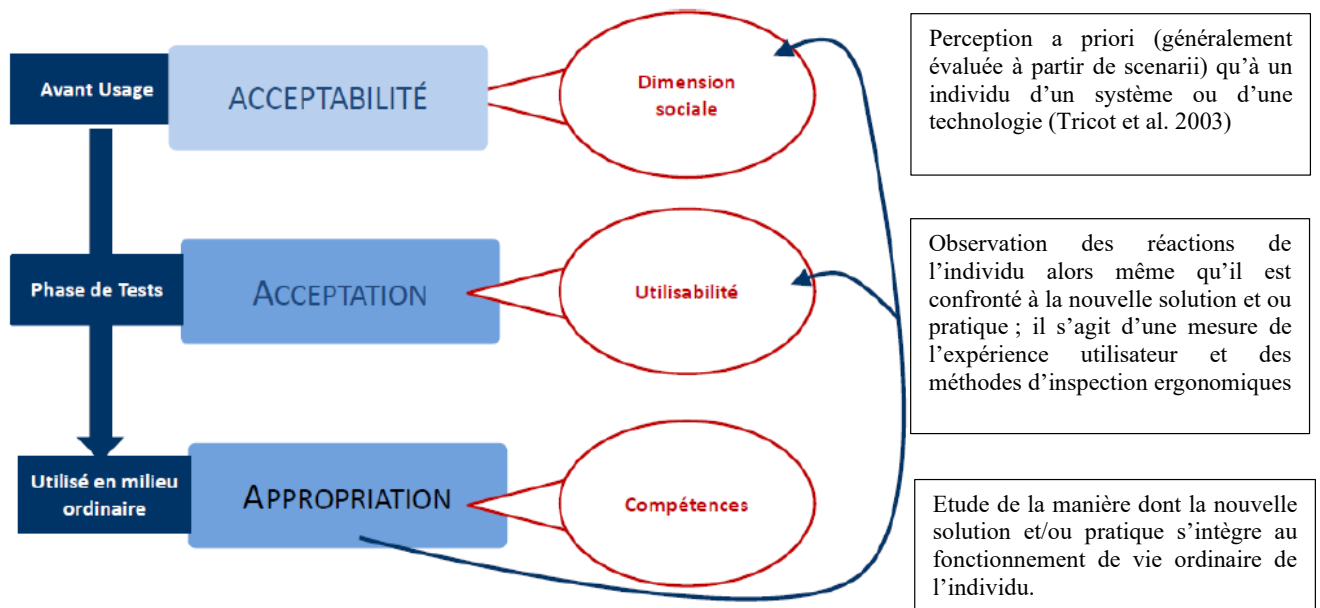 Avant Usage
ACCEPTABILITÉ
Dimension
sociale
Perception a priori (généralement
évaluée à partir de scenarii) qu’à un
individu d’un système ou d’une
technologie (Tricot et al. 2003)
Phase de Tests
ACCEPTATION
Utilisabilité
Observation des réactions de
l’individu alors même qu’il est
confronté à la nouvelle solution et ou
pratique ; il s’agit d’une mesure de
l’expérience utilisateur et des
méthodes d’inspection ergonomiques
Utilisé en milieu
ordinaire
APPROPRIATION
Compétences
Etude de la manière dont la nouvelle
solution et/ou pratique s’intègre au
fonctionnement de vie ordinaire de
l’individu.